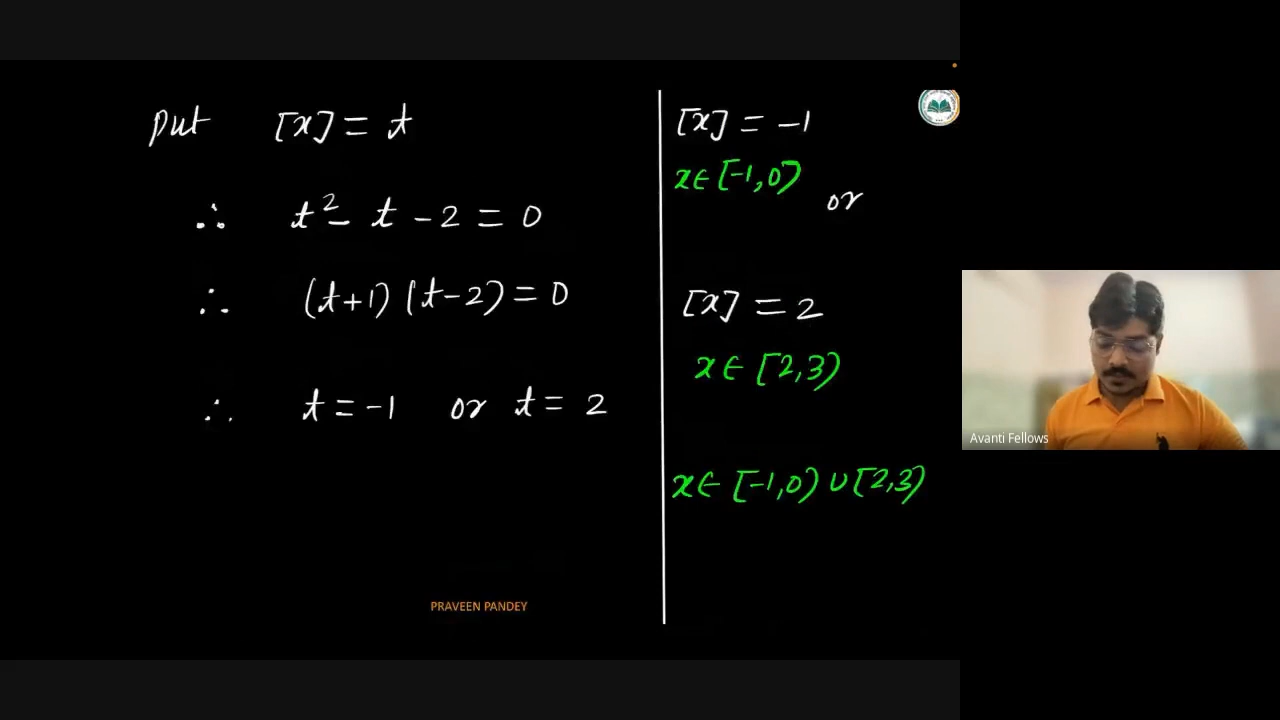 Put [x] = t
∴ t² - t - 2 = 0
∴ (t+1) (t-2) = 0
∴ t = -1 or t = 2
PRAVEEN PANDEY
[x] = -1
x ∈ [-1, 0)
or
[x] = 2
x ∈ [2, 3)
x ∈ [-1, 0) ∪ [2, 3)
Avanti Fellows